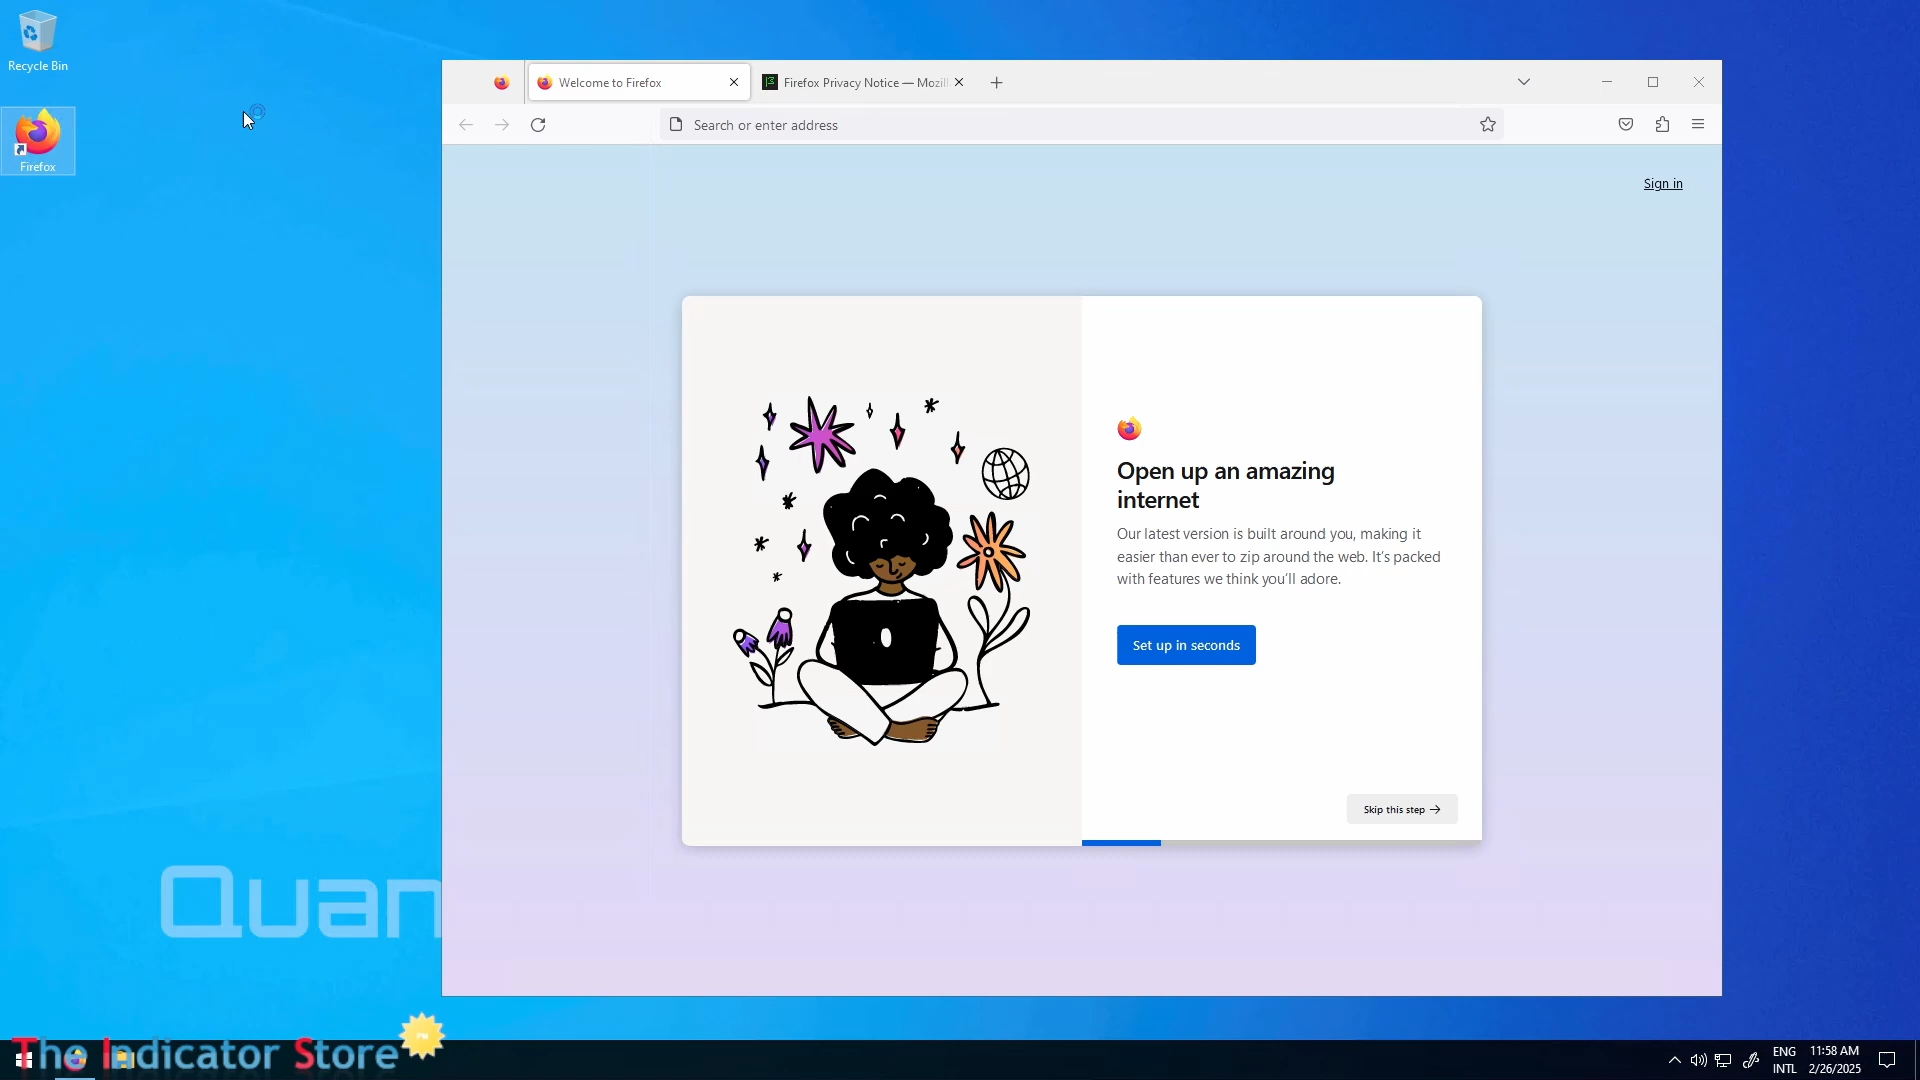 Recycle Bin
Firefox
Welcome to Firefox
Firefox Privacy Notice — Mozill
Search or enter address
Sign in
Open up an amazing
internet
Our latest version is built around you, making it
easier than ever to zip around the web. It’s packed
with features we think you’ll adore.
Set up in seconds
Skip this step
Quan
The Indicator Store
ENG
INTL
11:58 AM
2/26/2025